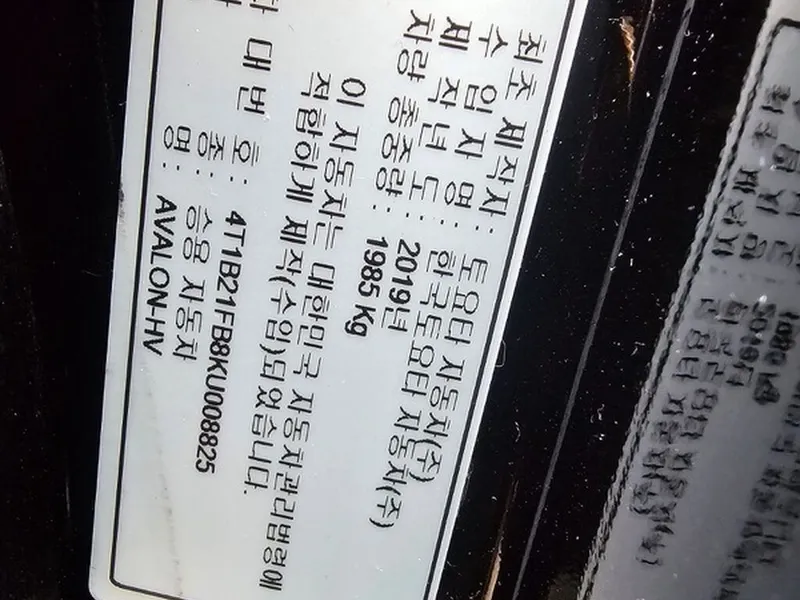 최초 제작자: 토요타 자동차(주)
수입자명: 한국토요타 자동차(주)
제작년도: 2019년
차량총중량: 1985 Kg
이 자동차는 대한민국 자동차관리법령에
적합하게 제작(수입)되었습니다.
차대번호: 4T1B21FB8KU008825
종: 승용 자동차
명: AVALON-HV